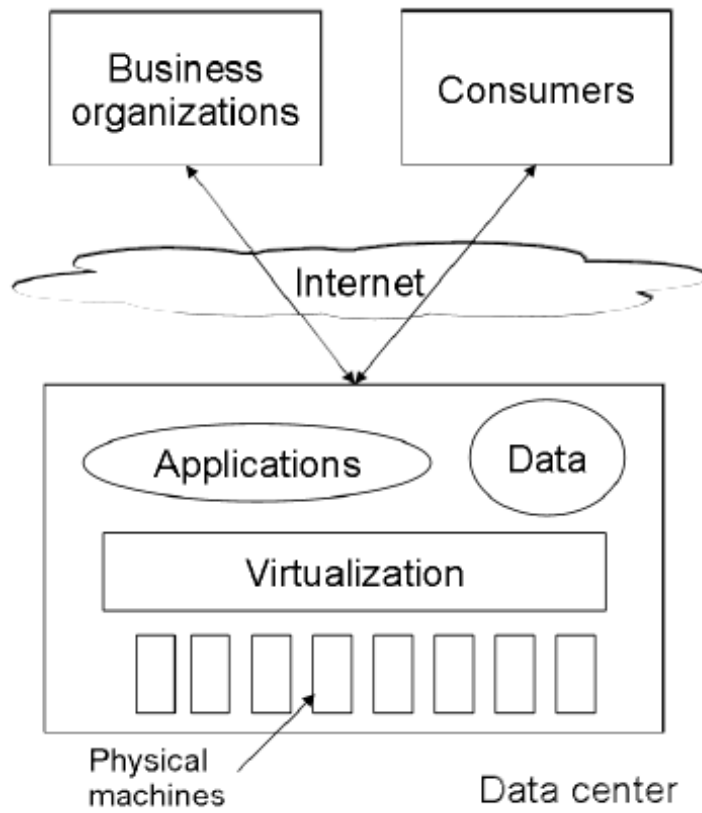 Business
organizations
Consumers
Internet
Applications
Data
Virtualization
Physical
machines
Data center